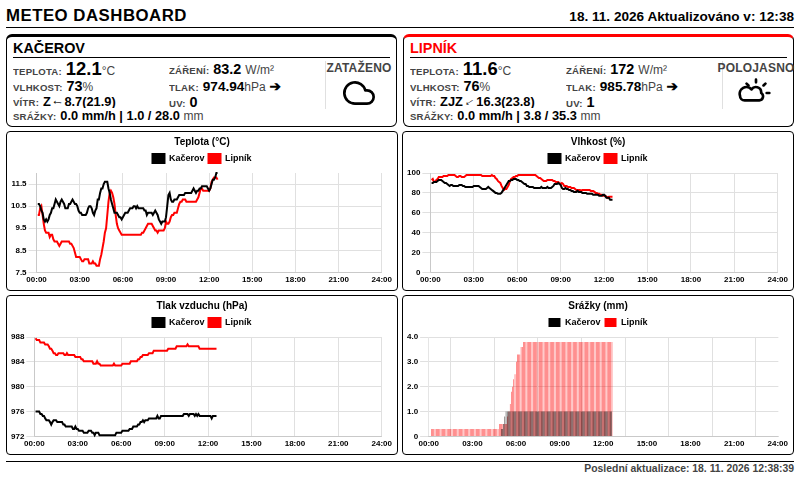 METEO DASHBOARD
18. 11. 2026 Aktualizováno v: 12:38
KAČEROV
TEPLOTA: 12.1°C
ZÁŘENÍ: 83.2 W/m²
ZATAŽENO
VLHKOST: 73%
TLAK: 974.94hPa ➔
VÍTR: Z ← 8.7(21.9)
UV: 0
SRÁŽKY: 0.0 mm/h | 1.0 / 28.0 mm
LIPNÍK
TEPLOTA: 11.6°C
ZÁŘENÍ: 172 W/m²
POLOJASNO
VLHKOST: 76%
TLAK: 985.78hPa ➔
VÍTR: ZJZ ↙ 16.3(23.8)
UV: 1
SRÁŽKY: 0.0 mm/h | 3.8 / 35.3 mm
Teplota (°C)
Kačerov Lipník
11.5
10.5
9.5
8.5
7.5
00:00 03:00 06:00 09:00 12:00 15:00 18:00 21:00 24:00
Vlhkost (%)
Kačerov Lipník
100
80
60
40
20
0
00:00 03:00 06:00 09:00 12:00 15:00 18:00 21:00 24:00
Tlak vzduchu (hPa)
Kačerov Lipník
988
984
980
976
972
00:00 03:00 06:00 09:00 12:00 15:00 18:00 21:00 24:00
Srážky (mm)
Kačerov Lipník
4.0
3.0
2.0
1.0
0
00:00 03:00 06:00 09:00 12:00 15:00 18:00 21:00 24:00
Poslední aktualizace: 18. 11. 2026 12:38:39